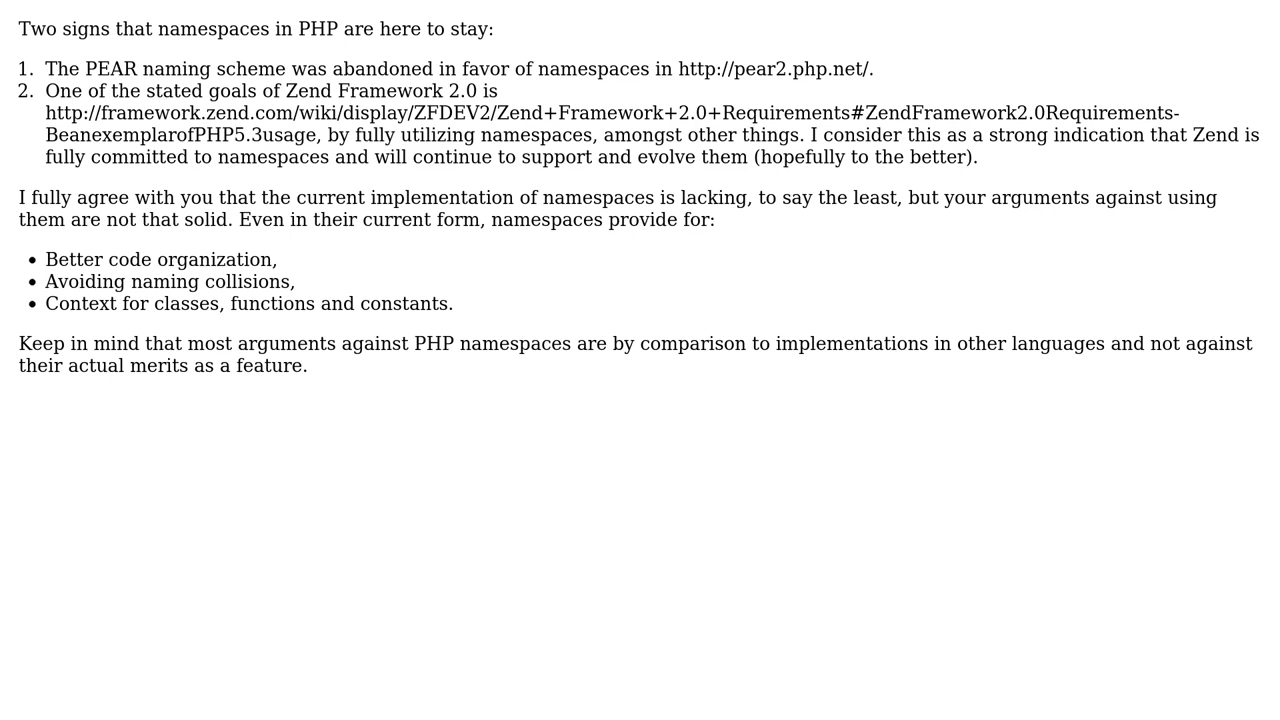 Two signs that namespaces in PHP are here to stay:
1. The PEAR naming scheme was abandoned in favor of namespaces in http://pear2.php.net/.
2. One of the stated goals of Zend Framework 2.0 is
http://framework.zend.com/wiki/display/ZFDEV2/Zend+Framework+2.0+Requirements#ZendFramework2.0Requirements-
BeanexemplarofPHP5.3usage, by fully utilizing namespaces, amongst other things. I consider this as a strong indication that Zend is
fully committed to namespaces and will continue to support and evolve them (hopefully to the better).
I fully agree with you that the current implementation of namespaces is lacking, to say the least, but your arguments against using
them are not that solid. Even in their current form, namespaces provide for:
• Better code organization,
• Avoiding naming collisions,
• Context for classes, functions and constants.
Keep in mind that most arguments against PHP namespaces are by comparison to implementations in other languages and not against
their actual merits as a feature.